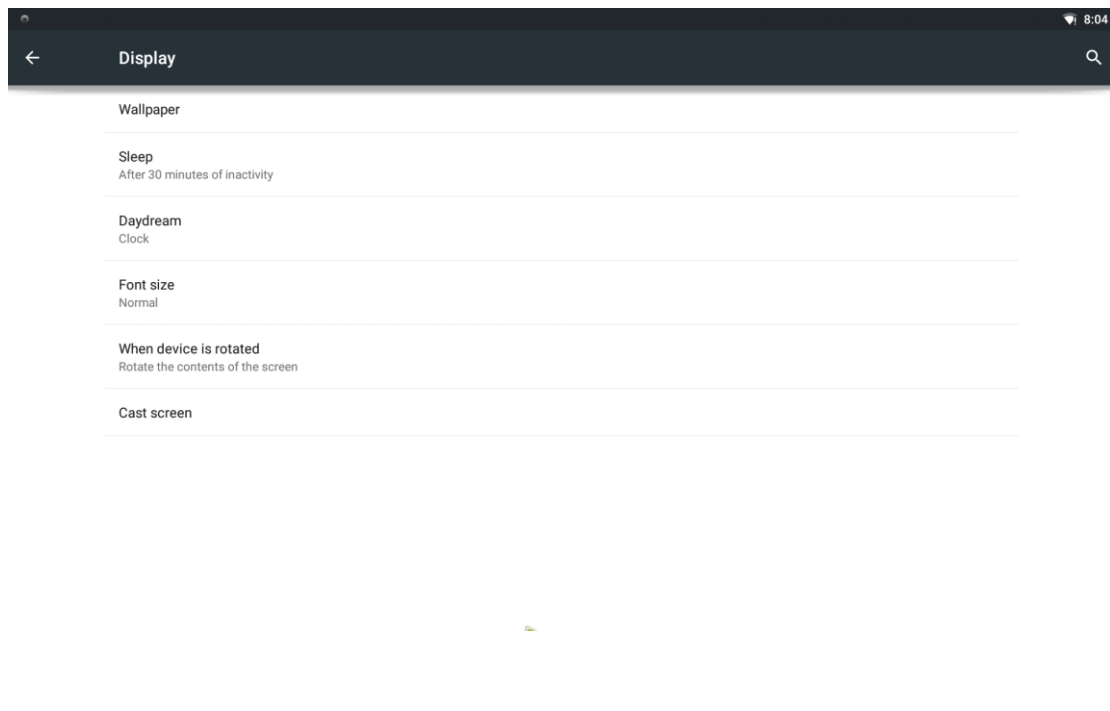 8:04
Display
Wallpaper
Sleep
After 30 minutes of inactivity
Daydream
Clock
Font size
Normal
When device is rotated
Rotate the contents of the screen
Cast screen